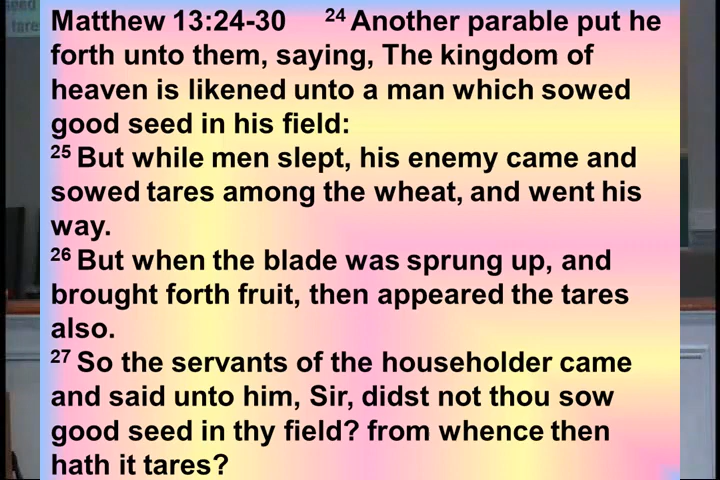 Matthew 13:24-30 24 Another parable put he
forth unto them, saying, The kingdom of
heaven is likened unto a man which sowed
good seed in his field:
25 But while men slept, his enemy came and
sowed tares among the wheat, and went his
way.
26 But when the blade was sprung up, and
brought forth fruit, then appeared the tares
also.
27 So the servants of the householder came
and said unto him, Sir, didst not thou sow
good seed in thy field? from whence then
hath it tares?